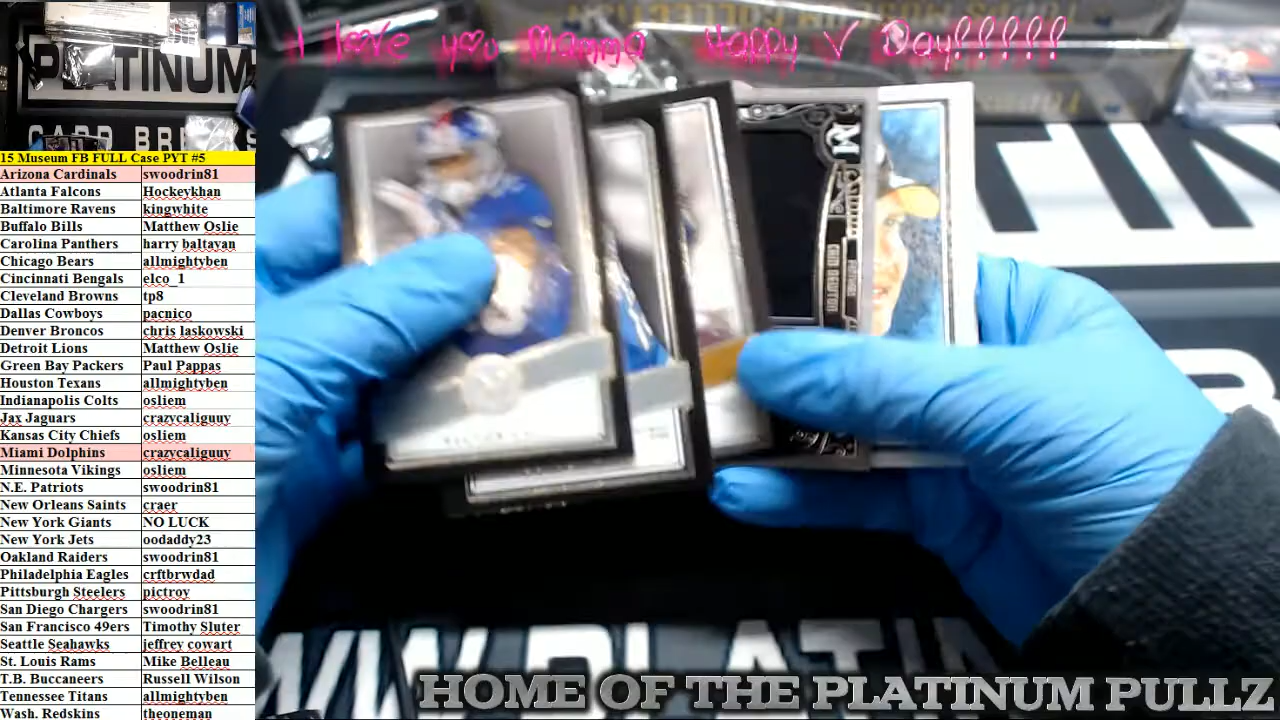 I love you Mamma Happy V Day!!!!!
PLATINUM
CARD BRE
15 Museum FB FULL Case PYT #5
Arizona Cardinals swoodrin81
Atlanta Falcons Hockeykhan
Baltimore Ravens kingwhite
Buffalo Bills Matthew Oslie
Carolina Panthers harry baltayan
Chicago Bears allmightyben
Cincinnati Bengals elco_1
Cleveland Browns tp8
Dallas Cowboys pacnico
Denver Broncos chris laskowski
Detroit Lions Matthew Oslie
Green Bay Packers Paul Pappas
Houston Texans allmightyben
Indianapolis Colts osliem
Jax Jaguars crazycaliguuy
Kansas City Chiefs osliem
Miami Dolphins crazycaliguuy
Minnesota Vikings osliem
N.E. Patriots swoodrin81
New Orleans Saints craer
New York Giants NO LUCK
New York Jets oodaddy23
Oakland Raiders swoodrin81
Philadelphia Eagles crftbrwdad
Pittsburgh Steelers pictroy
San Diego Chargers swoodrin81
San Francisco 49ers Timothy Sluter
Seattle Seahawks jeffrey cowart
St. Louis Rams Mike Belleau
T.B. Buccaneers Russell Wilson
Tennessee Titans allmightyben
Wash. Redskins theoneman
M
CAM NEWTON
HOME OF THE PLATINUM PULLZ